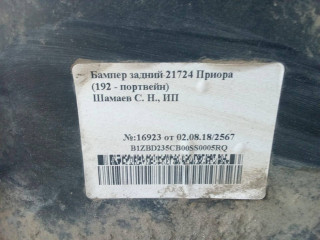 Бампер задний 21724 Приора
(192 - портвейн)
Шамаев С. Н., ИП
№:16923 от 02.08.18/2567
B1ZBD235CB00SS0005RQ